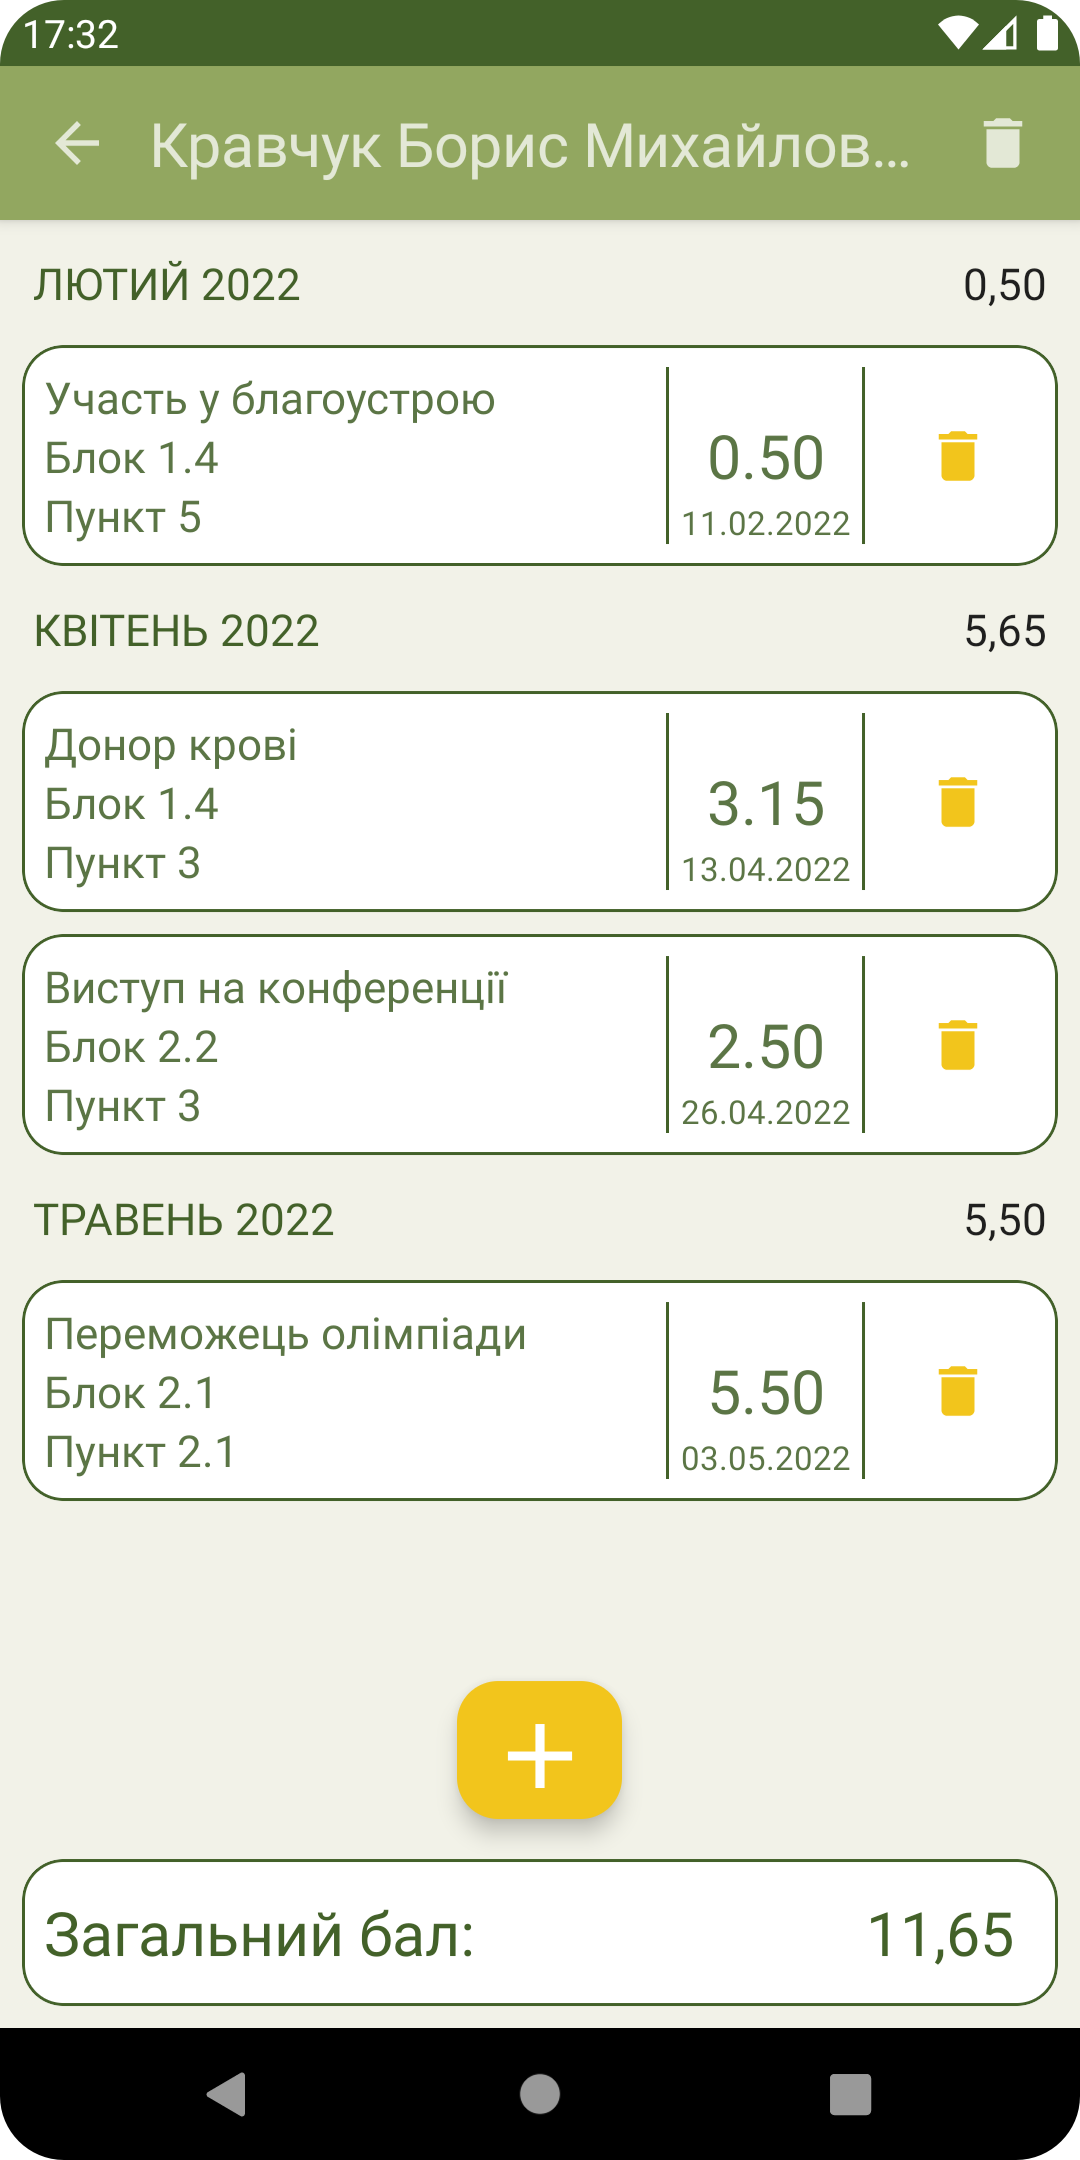 17:32
Кравчук Борис Михайлов...
ЛЮТИЙ 2022 0,50
Участь у благоустрою
Блок 1.4
Пункт 5
0.50
11.02.2022
КВІТЕНЬ 2022 5,65
Донор крові
Блок 1.4
Пункт 3
3.15
13.04.2022
Виступ на конференції
Блок 2.2
Пункт 3
2.50
26.04.2022
ТРАВЕНЬ 2022 5,50
Переможець олімпіади
Блок 2.1
Пункт 2.1
5.50
03.05.2022
Загальний бал: 11,65